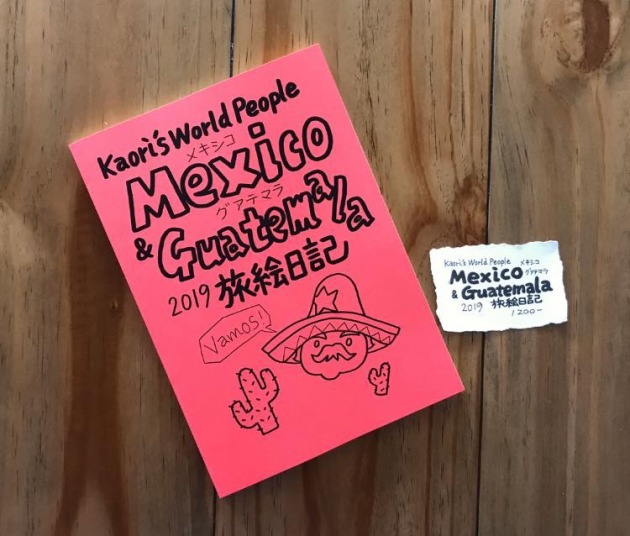 Kaori's World People
メキシコ
Mexico
グアテマラ
& Guatemala
2019 旅絵日記
Vamos!
Kaori's World People メキシコ
Mexico グアテマラ
& Guatemala
2019 旅絵日記
1200-